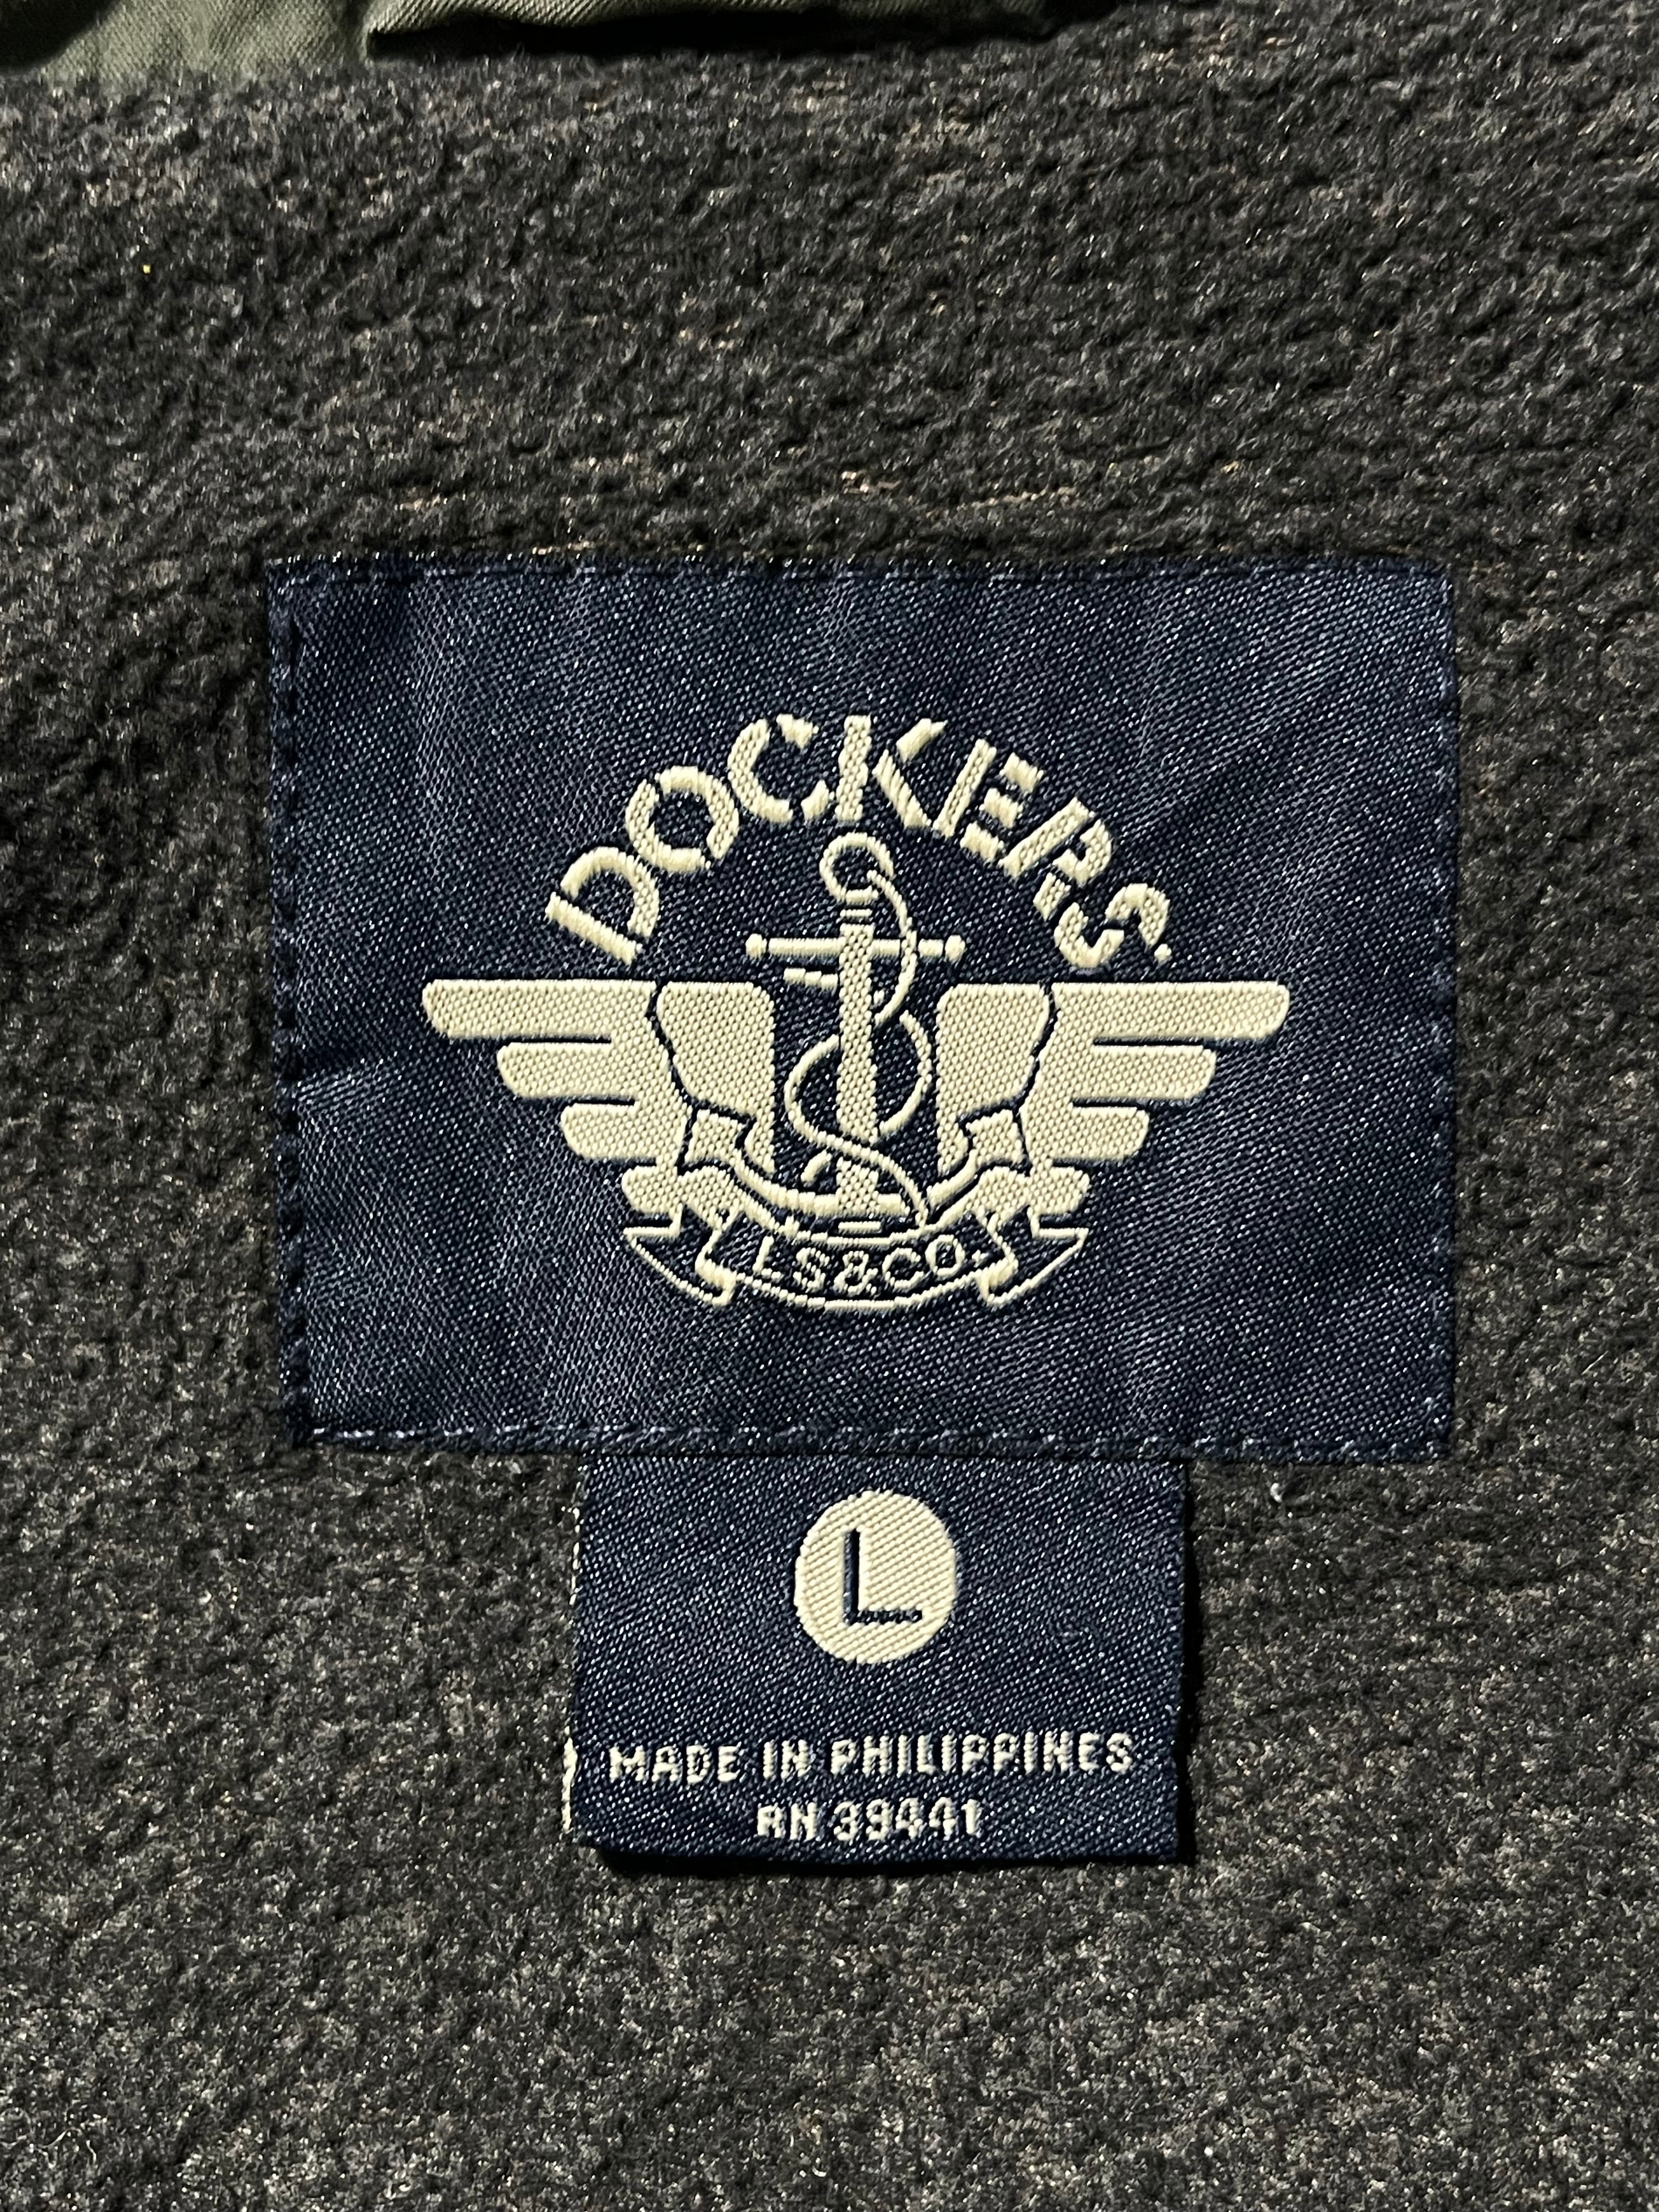 DOCKERS
LS&CO.
L
MADE IN PHILIPPINES
RN 39441